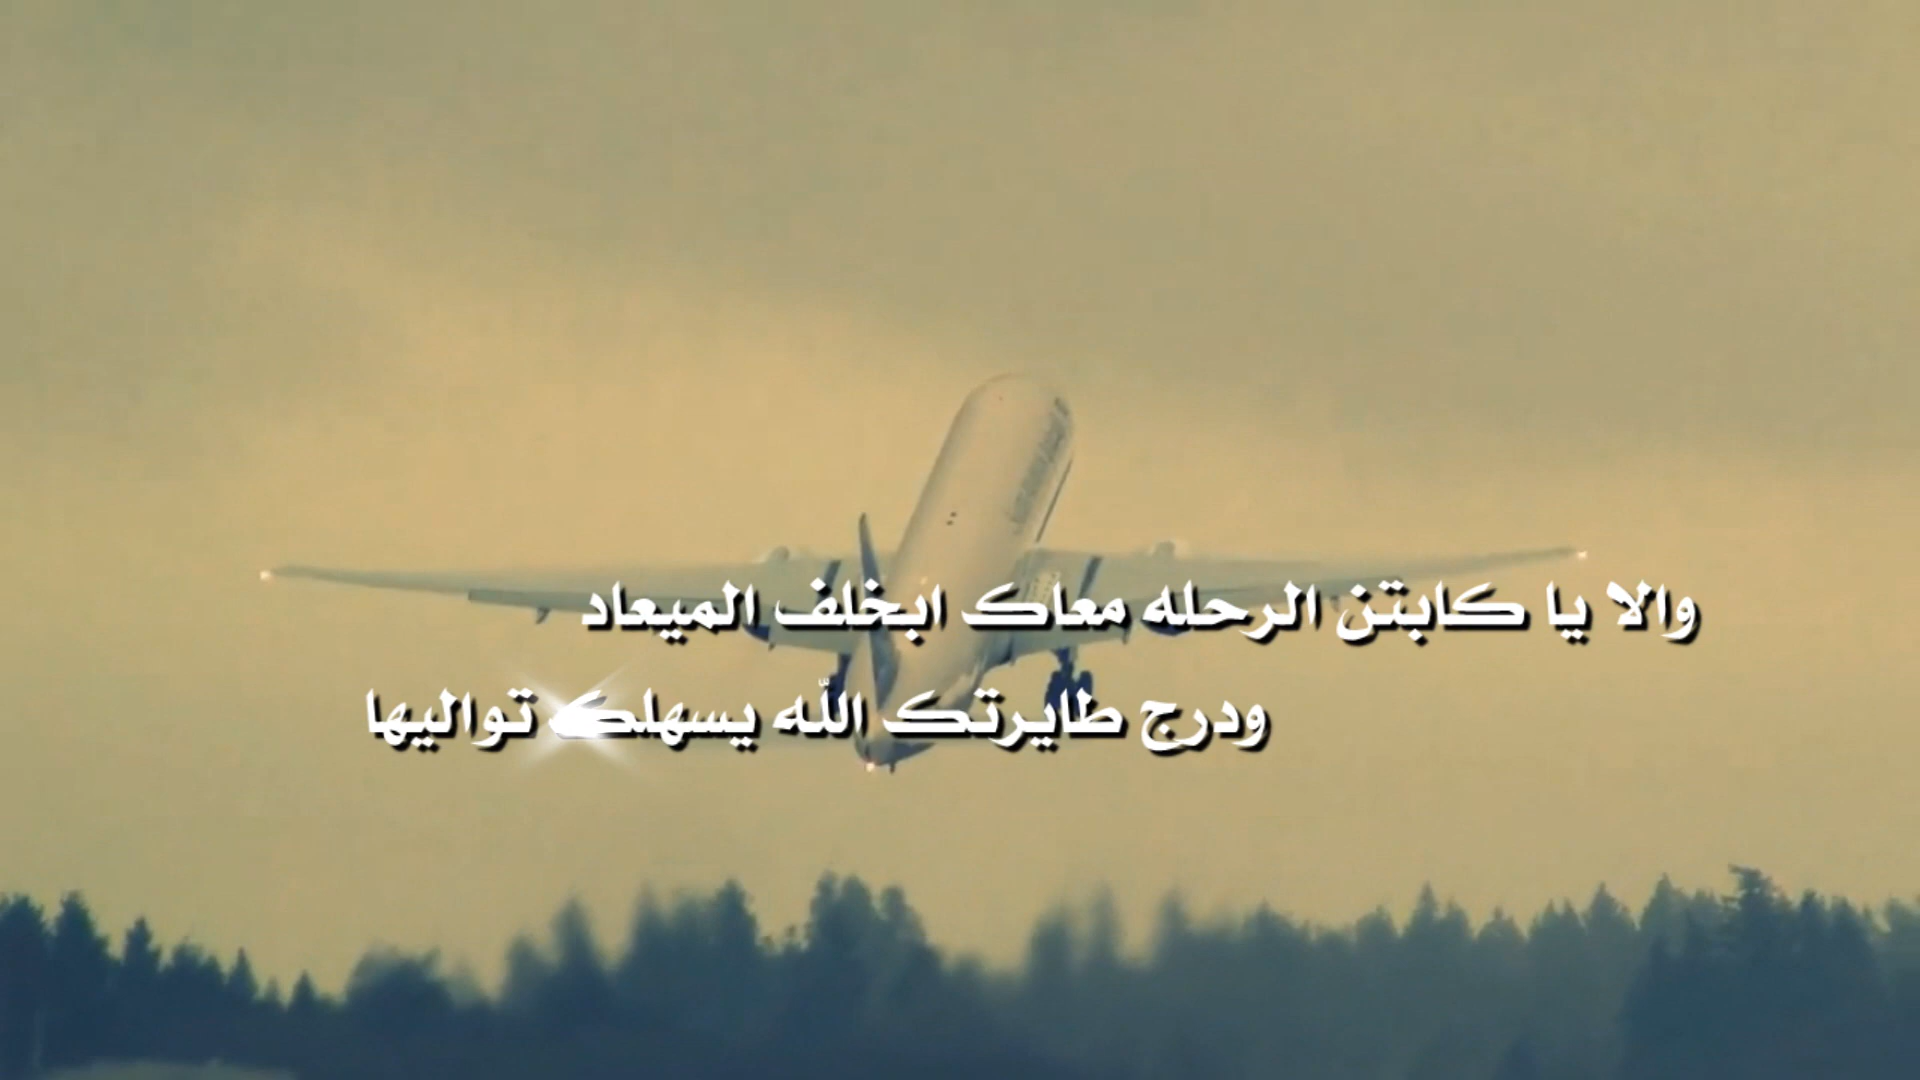 والا يا كابتن الرحله معاك ابخلف الميعاد
ودرج طايرتك الله يسهلك تواليها